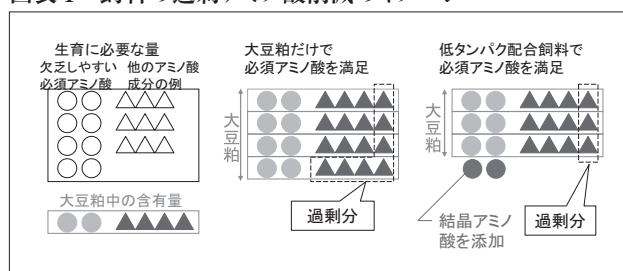 生育に必要な量
欠乏しやすい 他のアミノ酸
必須アミノ酸 成分の例
大豆粕中の含有量
大豆粕だけで
必須アミノ酸を満足
大豆粕
過剰分
低タンパク配合飼料で
必須アミノ酸を満足
大豆粕
結晶アミノ
酸を添加
過剰分